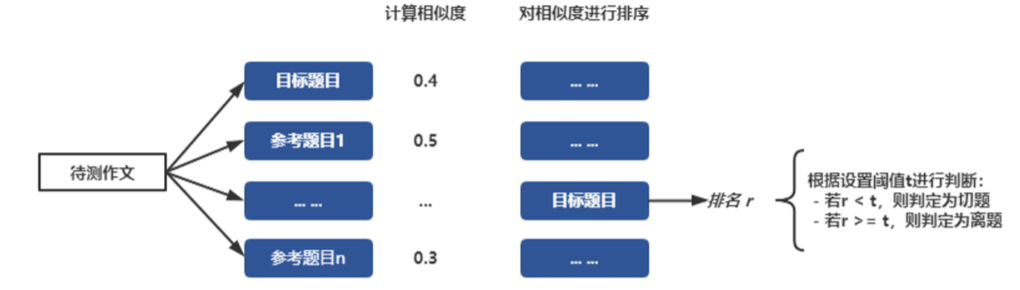 计算相似度
对相似度进行排序
目标题目
0.4
... ...
参考题目1
0.5
... ...
待测作文
... ...
...
目标题目
排名 r
根据设置阈值t进行判断：
- 若r < t，则判定为切题
- 若r >= t，则判定为离题
参考题目n
0.3
... ...